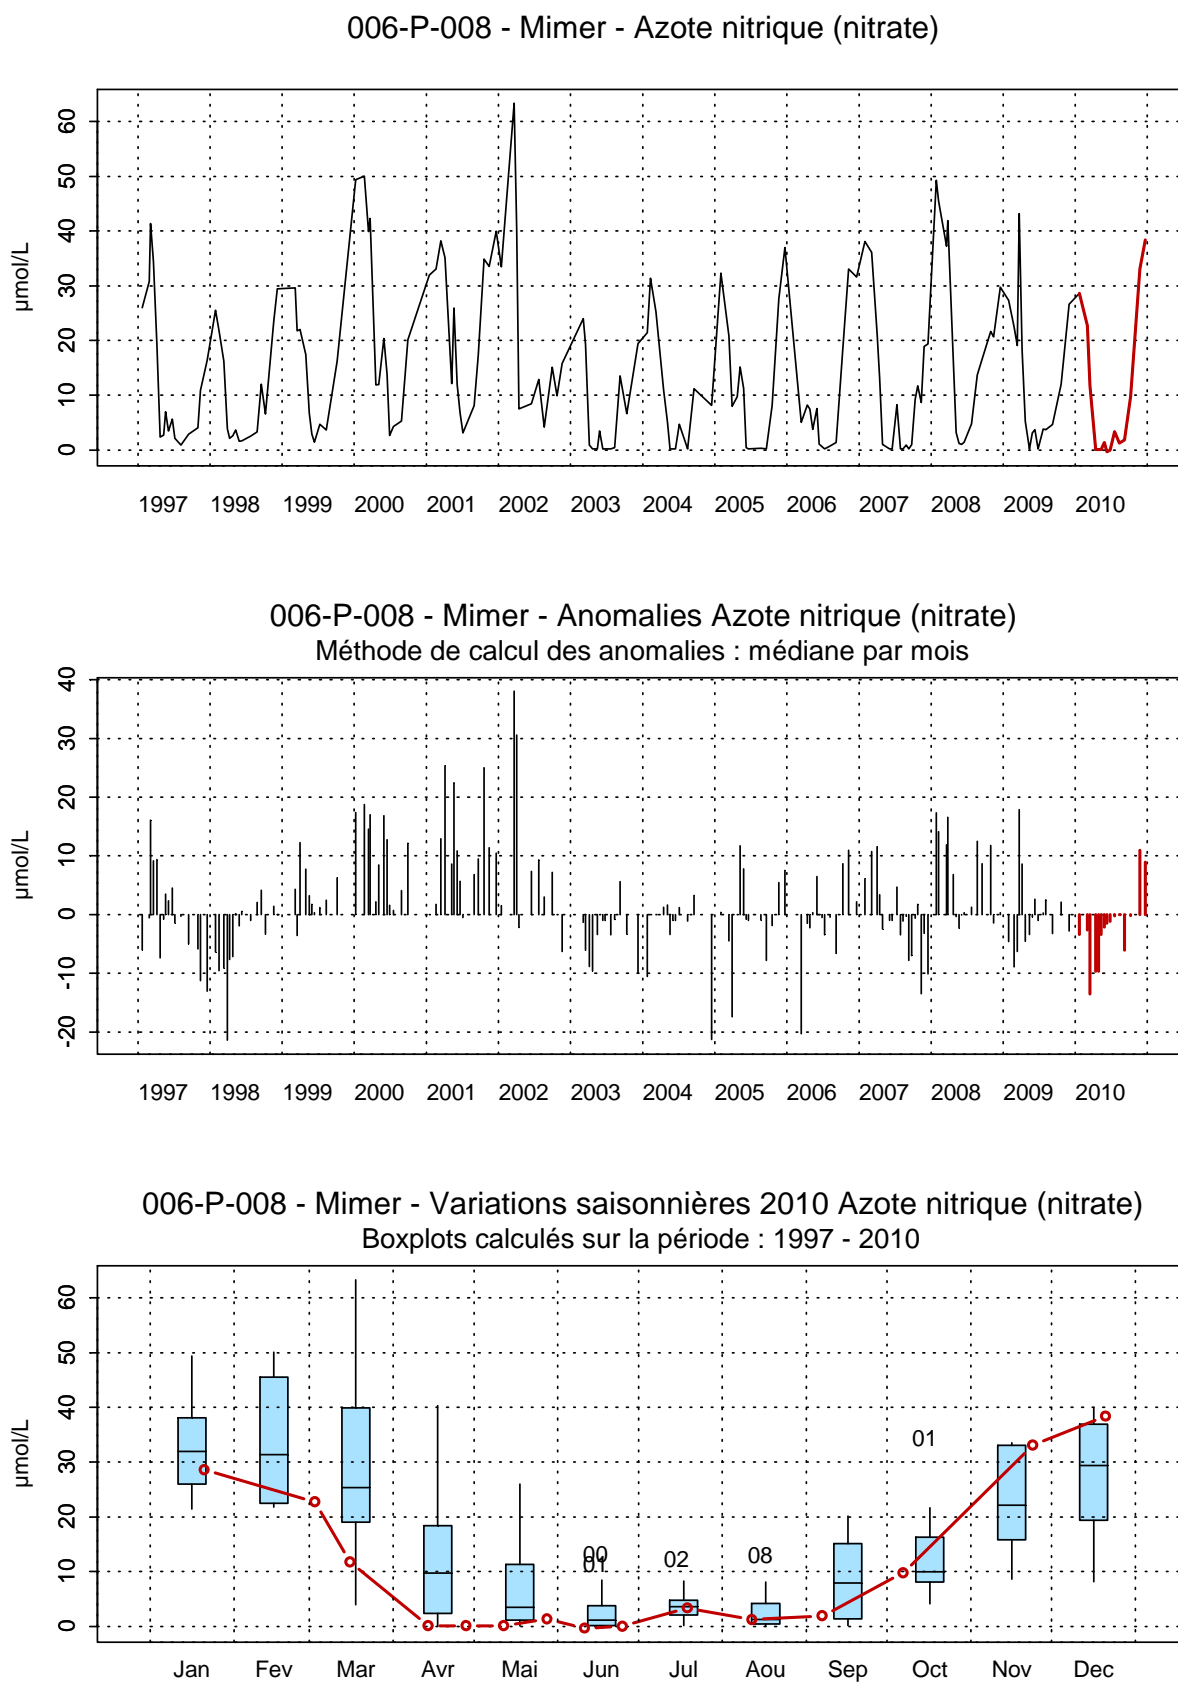 006-P-008 - Mimer - Azote nitrique (nitrate)
60
50
40
30
20
10
0
µmol/L
1997 1998 1999 2000 2001 2002 2003 2004 2005 2006 2007 2008 2009 2010
006-P-008 - Mimer - Anomalies Azote nitrique (nitrate)
Méthode de calcul des anomalies : médiane par mois
40
30
20
10
0
-10
-20
µmol/L
1997 1998 1999 2000 2001 2002 2003 2004 2005 2006 2007 2008 2009 2010
006-P-008 - Mimer - Variations saisonnières 2010 Azote nitrique (nitrate)
Boxplots calculés sur la période : 1997 - 2010
60
50
40
30
20
10
0
µmol/L
01
00
01
02
08
Jan Fev Mar Avr Mai Jun Jul Aou Sep Oct Nov Dec